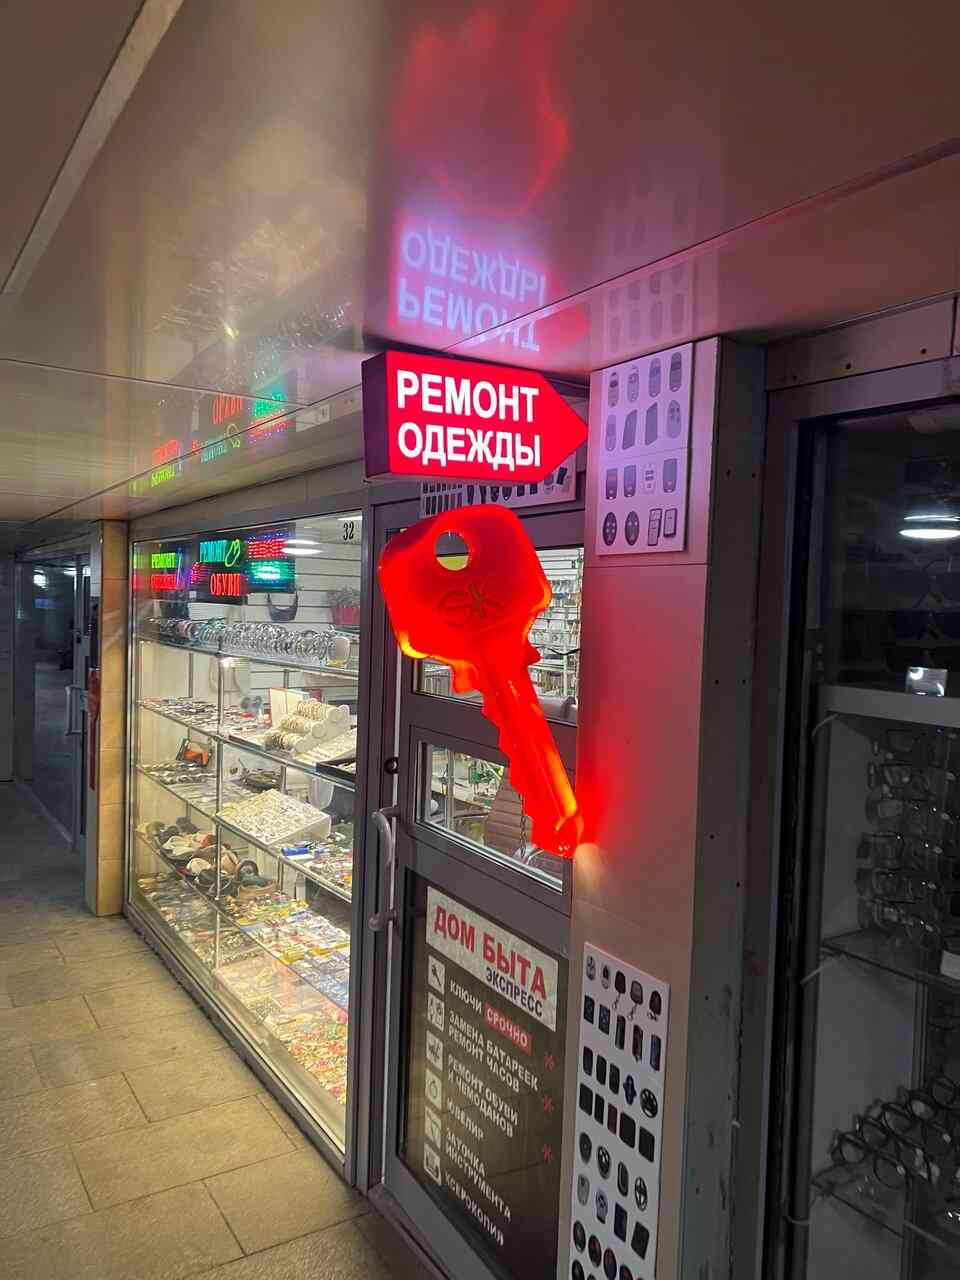 РЕМОНТ
ОДЕЖДЫ
32
РЕМОНТ
РЕМОНТ
ОБУВИ
ДОМ БЫТА
ЭКСПРЕСС
КЛЮЧИ СРОЧНО
ЗАМЕНА БАТАРЕЕК
РЕМОНТ ЧАСОВ
РЕМОНТ ОБУВИ
И ЧЕМОДАНОВ
ЮВЕЛИР
ЗАТОЧКА
ИНСТРУМЕНТА
КСЕРОКОПИЯ